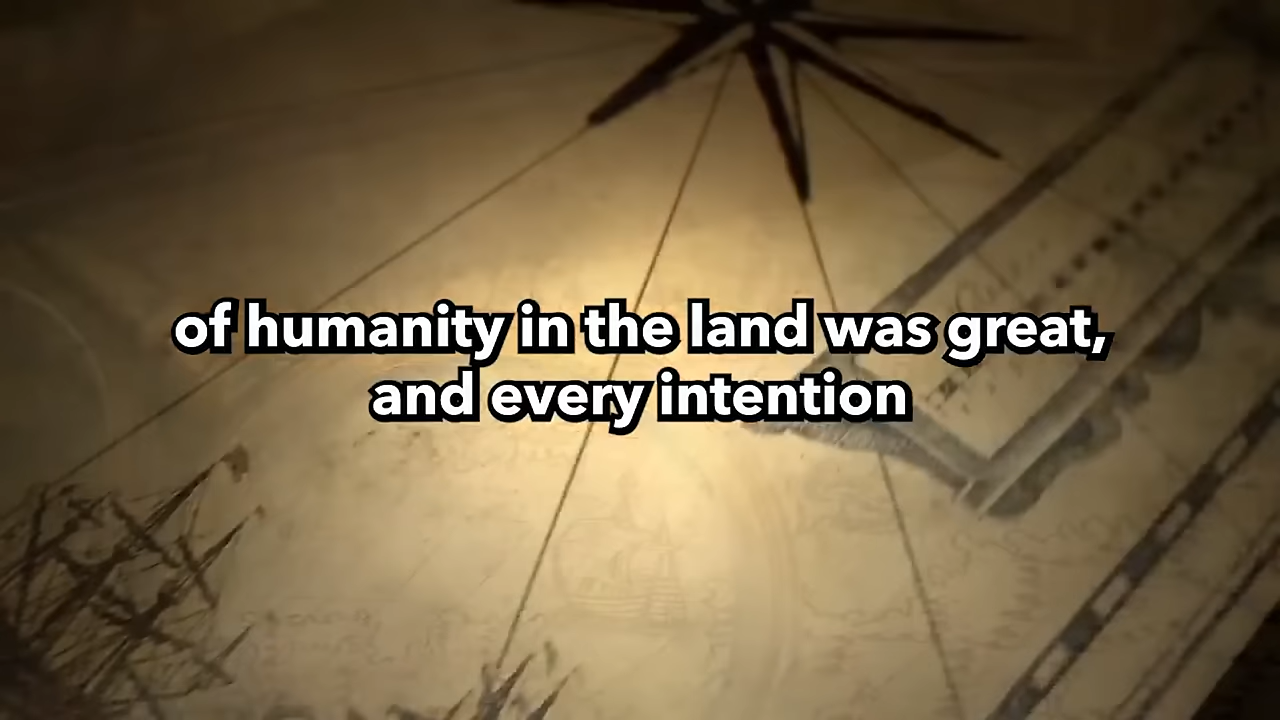 of humanity in the land was great,
and every intention